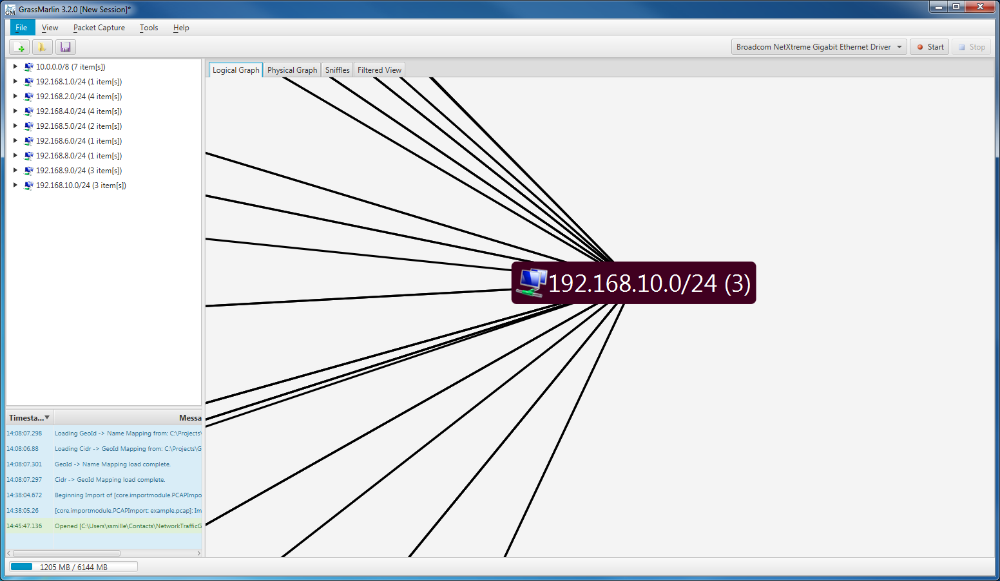 GrassMarlin 3.2.0 [New Session]*
File View Packet Capture Tools Help
Broadcom NetXtreme Gigabit Ethernet Driver Start Stop
10.0.0.0/8 (7 item[s])
192.168.1.0/24 (1 item[s])
192.168.2.0/24 (4 item[s])
192.168.4.0/24 (4 item[s])
192.168.5.0/24 (2 item[s])
192.168.6.0/24 (1 item[s])
192.168.8.0/24 (1 item[s])
192.168.9.0/24 (3 item[s])
192.168.10.0/24 (3 item[s])
Logical Graph Physical Graph Sniffles Filtered View
192.168.10.0/24 (3)
Timesta... Messa
14:08:07.298 Loading GeoId -> Name Mapping from: C:\Projects\
14:08:06.88 Loading Cidr -> GeoId Mapping from: C:\Projects\G
14:08:07.301 GeoId -> Name Mapping load complete.
14:08:07.297 Cidr -> GeoId Mapping load complete.
14:38:04.672 Beginning Import of [core.importmodule.PCAPImpo
14:38:05.26 [core.importmodule.PCAPImport: example.pcap]: Im
14:45:47.136 Opened [C:\Users\ssmille\Contacts\NetworkTrafficG
1205 MB / 6144 MB